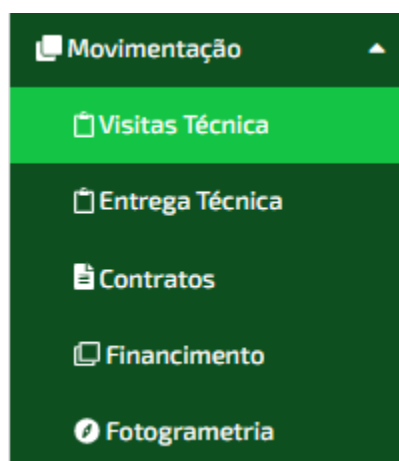 Movimentação
Visitas Técnica
Entrega Técnica
Contratos
Financimento
Fotogrametria